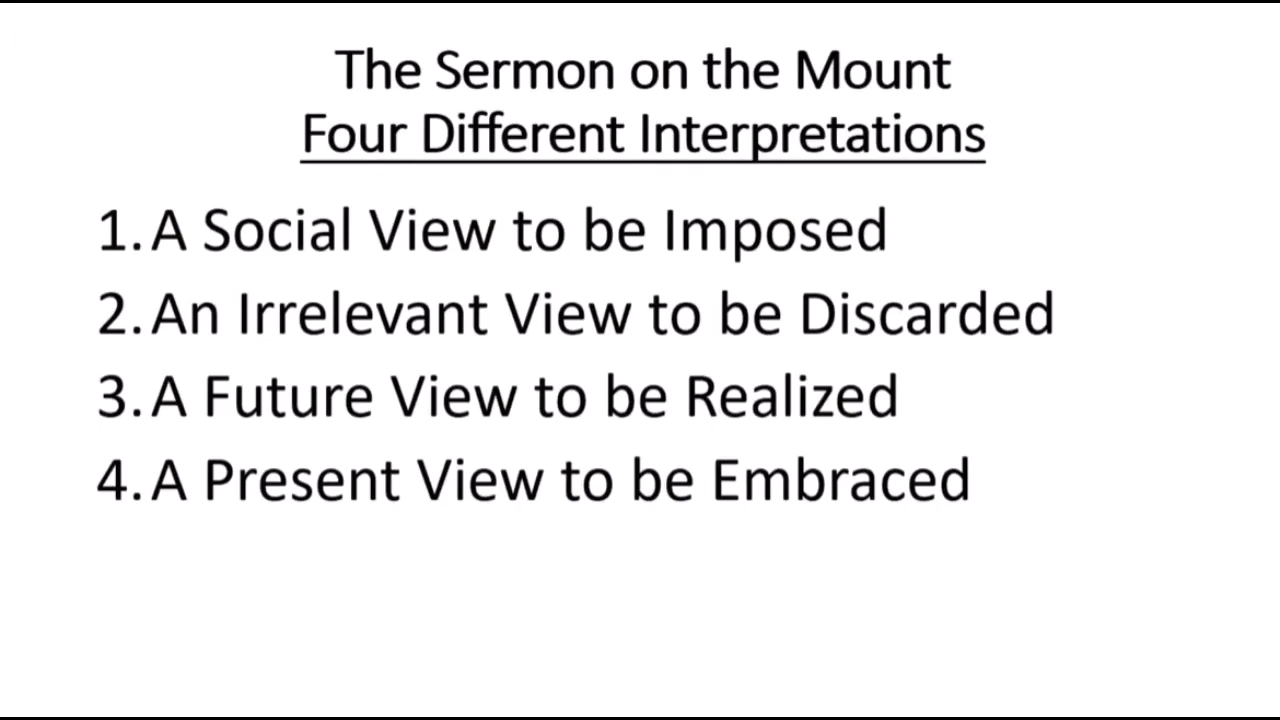 The Sermon on the Mount
Four Different Interpretations
1. A Social View to be Imposed
2. An Irrelevant View to be Discarded
3. A Future View to be Realized
4. A Present View to be Embraced